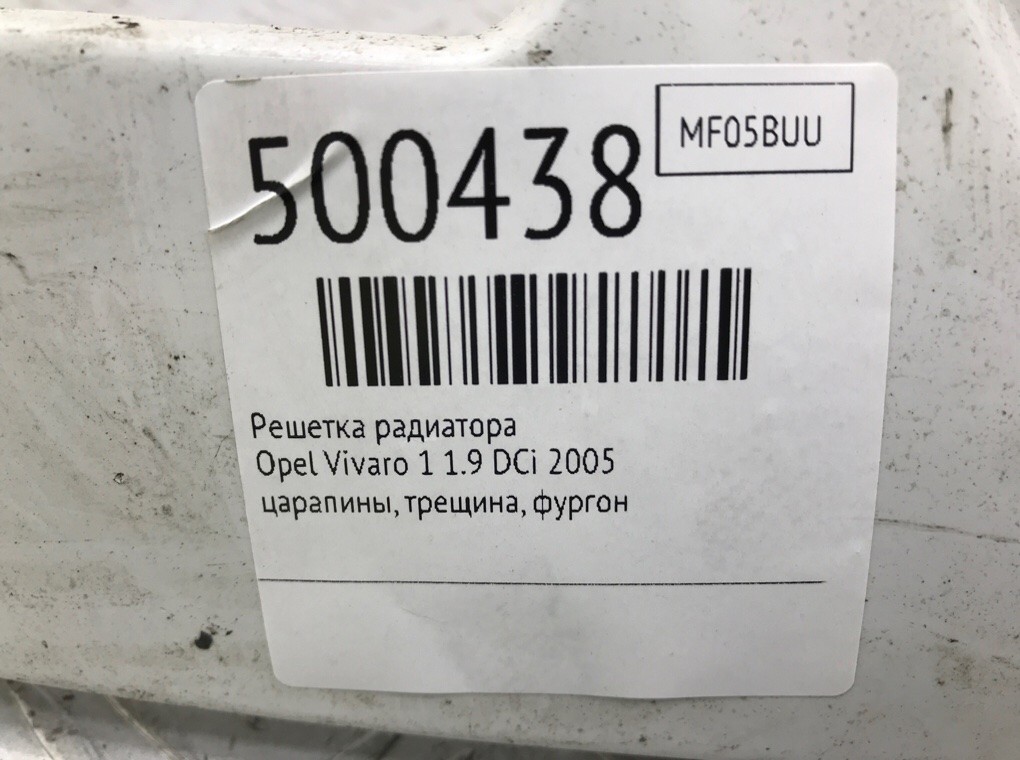 500438
MF05BUU
Решетка радиатора
Opel Vivaro 1 1.9 DCi 2005
царапины, трещина, фургон